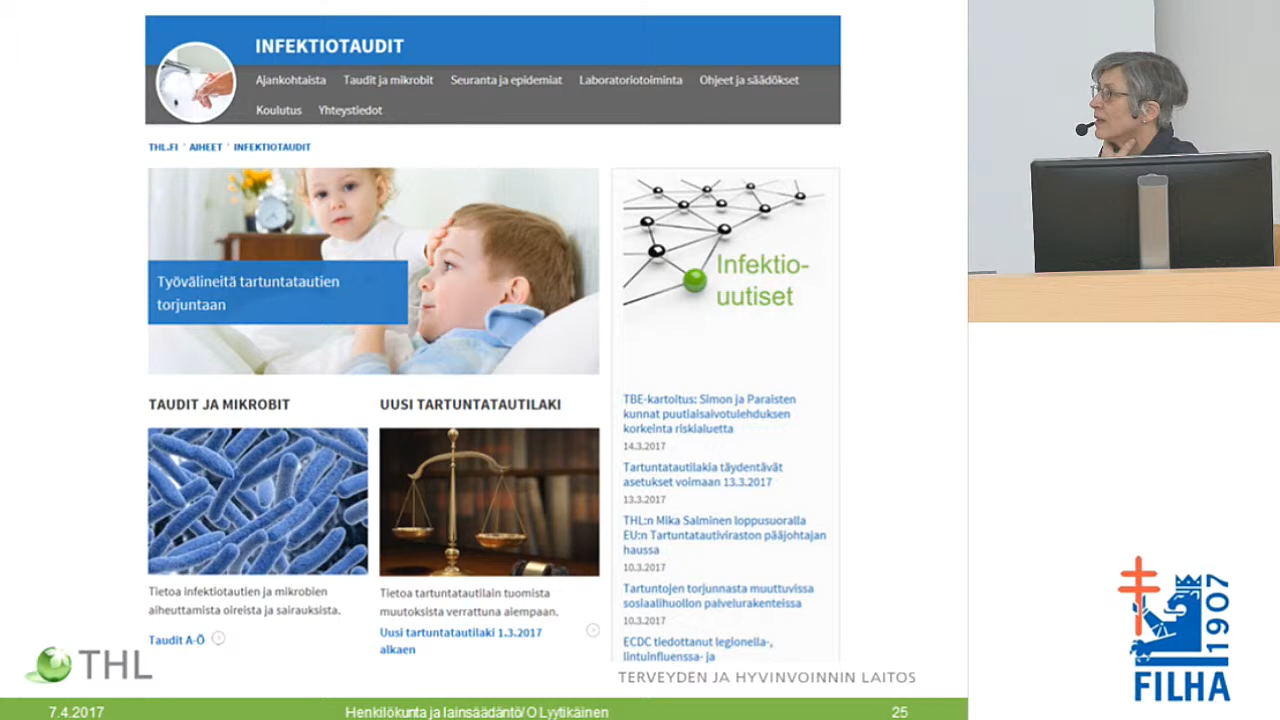 INFEKTIOTAUDIT
Ajankohtaista Taudit ja mikrobit Seuranta ja epidemiat Laboratoriotoiminta Ohjeet ja säädökset
Koulutus Yhteystiedot
THL.FI › AIHEET › INFEKTIOTAUDIT
Työvälineitä tartuntatautien
torjuntaan
TAUDIT JA MIKROBIT
Tietoa infektiotautien ja mikrobien
aiheuttamista oireista ja sairauksista.
Taudit A-Ö
UUSI TARTUNTATAUTILAKI
Tietoa tartuntatautilain tuomista
muutoksista verrattuna aiempaan.
Uusi tartuntatautilaki 1.3.2017
alkaen
Infektio-
uutiset
TBE-kartoitus: Simon ja Paraisten
kunnat puutiaisaivotulehduksen
korkeinta riskialuetta
14.3.2017
Tartuntatautilakia täydentävät
asetukset voimaan 13.3.2017
13.3.2017
THL:n Mika Salminen loppusuoralla
EU:n Tartuntatautiviraston pääjohtajan
haussa
10.3.2017
Tartuntojen torjunnasta muuttuvissa
sosiaalihuollon palvelurakenteissa
10.3.2017
ECDC tiedottanut legionella-,
lintuinfluenssa- ja
THL
TERVEYDEN JA HYVINVOINNIN LAITOS
7.4.2017 Henkilökunta ja lainsäädäntö/ O Lyytikäinen 25
1907
FILHA